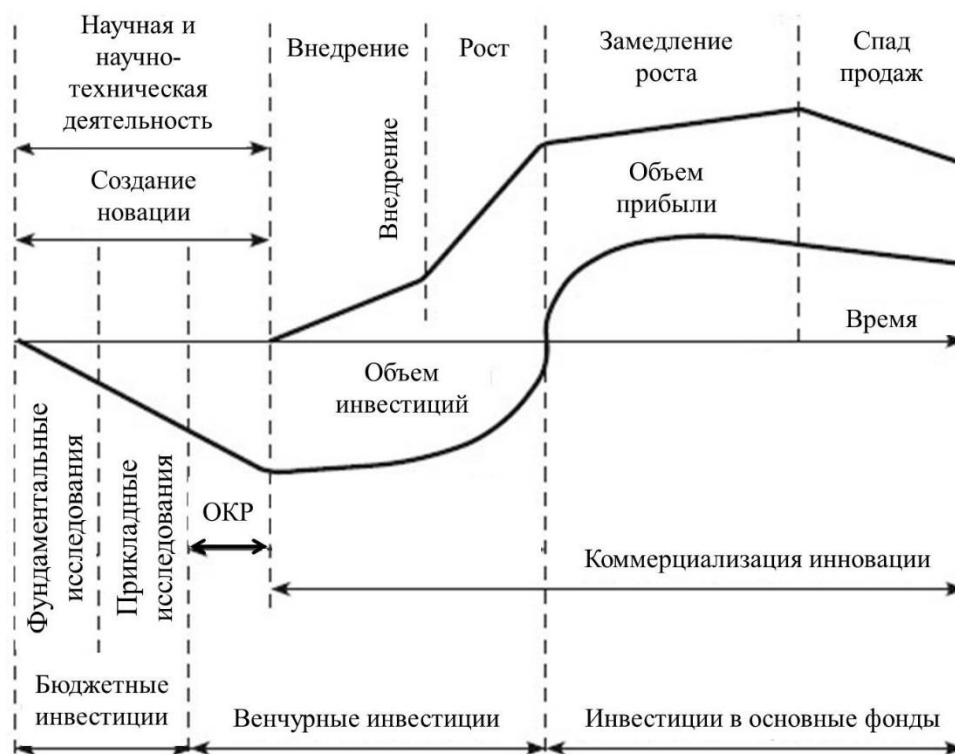 Научная и
научно-
техническая
деятельность
Внедрение
Рост
Замедление
роста
Спад
продаж
Создание
новации
Внедрение
Объем
прибыли
Время
Объем
инвестиций
Фундаментальные
исследования
Прикладные
исследования
ОКР
Коммерциализация инновации
Бюджетные
инвестиции
Венчурные инвестиции
Инвестиции в основные фонды